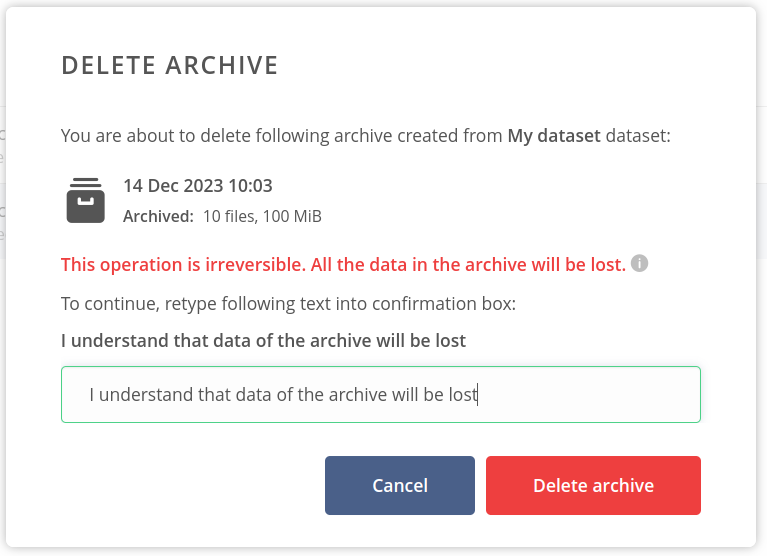 DELETE ARCHIVE
You are about to delete following archive created from My dataset dataset:
14 Dec 2023 10:03
Archived: 10 files, 100 MiB
This operation is irreversible. All the data in the archive will be lost.
To continue, retype following text into confirmation box:
I understand that data of the archive will be lost
I understand that data of the archive will be lost
Cancel
Delete archive